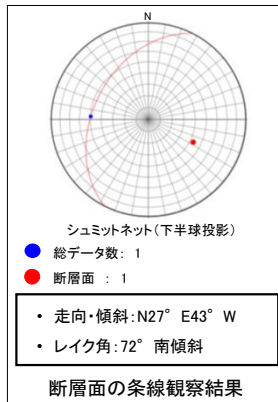 N
シュミットネット(下半球投影)
総データ数: 1
断層面 : 1
• 走向・傾斜:N27°E43°W
• レイク角:72°南傾斜
断層面の条線観察結果